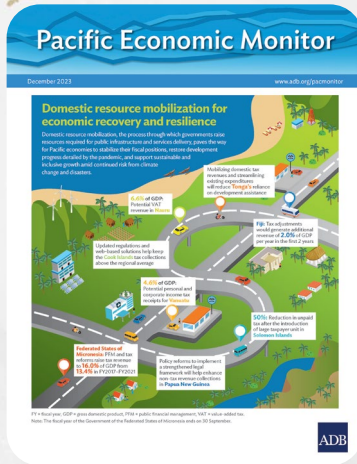 Pacific Economic Monitor
December 2023
www.adb.org/pacmonitor
Domestic resource mobilization for
economic recovery and resilience
Domestic resource mobilization, the process through which governments raise
resources required for public infrastructure and services delivery, paves the way
for Pacific economies to stabilize their fiscal positions, restore development
progress derailed by the pandemic, and support sustainable and
inclusive growth amid continued risk from climate
change and disasters.
Mobilizing domestic tax
revenues and streamlining
existing expenditures
will reduce Tonga's reliance
on development assistance
6.6% of GDP:
Potential VAT
revenue in Nauru
Fiji: Tax adjustments
would generate additional
revenue of 2.0% of GDP
per year in the first 2 years
Updated regulations and
web-based solutions help keep
the Cook Islands tax collections
above the regional average
4.6% of GDP:
Potential personal and
corporate income tax
receipts for Vanuatu
50%: Reduction in unpaid
tax after the introduction
of large taxpayer unit in
Solomon Islands
Federated States of
Micronesia: PFM and tax
reforms raise tax revenue
to 16.0% of GDP from
13.4% in FY2017–FY2021
Policy reforms to implement
a strengthened legal
framework will help enhance
non-tax revenue collections
in Papua New Guinea
FY = fiscal year, GDP = gross domestic product, PFM = public financial management, VAT = value-added tax.
Note: The fiscal year of the Government of the Federated States of Micronesia ends on 30 September.
ADB